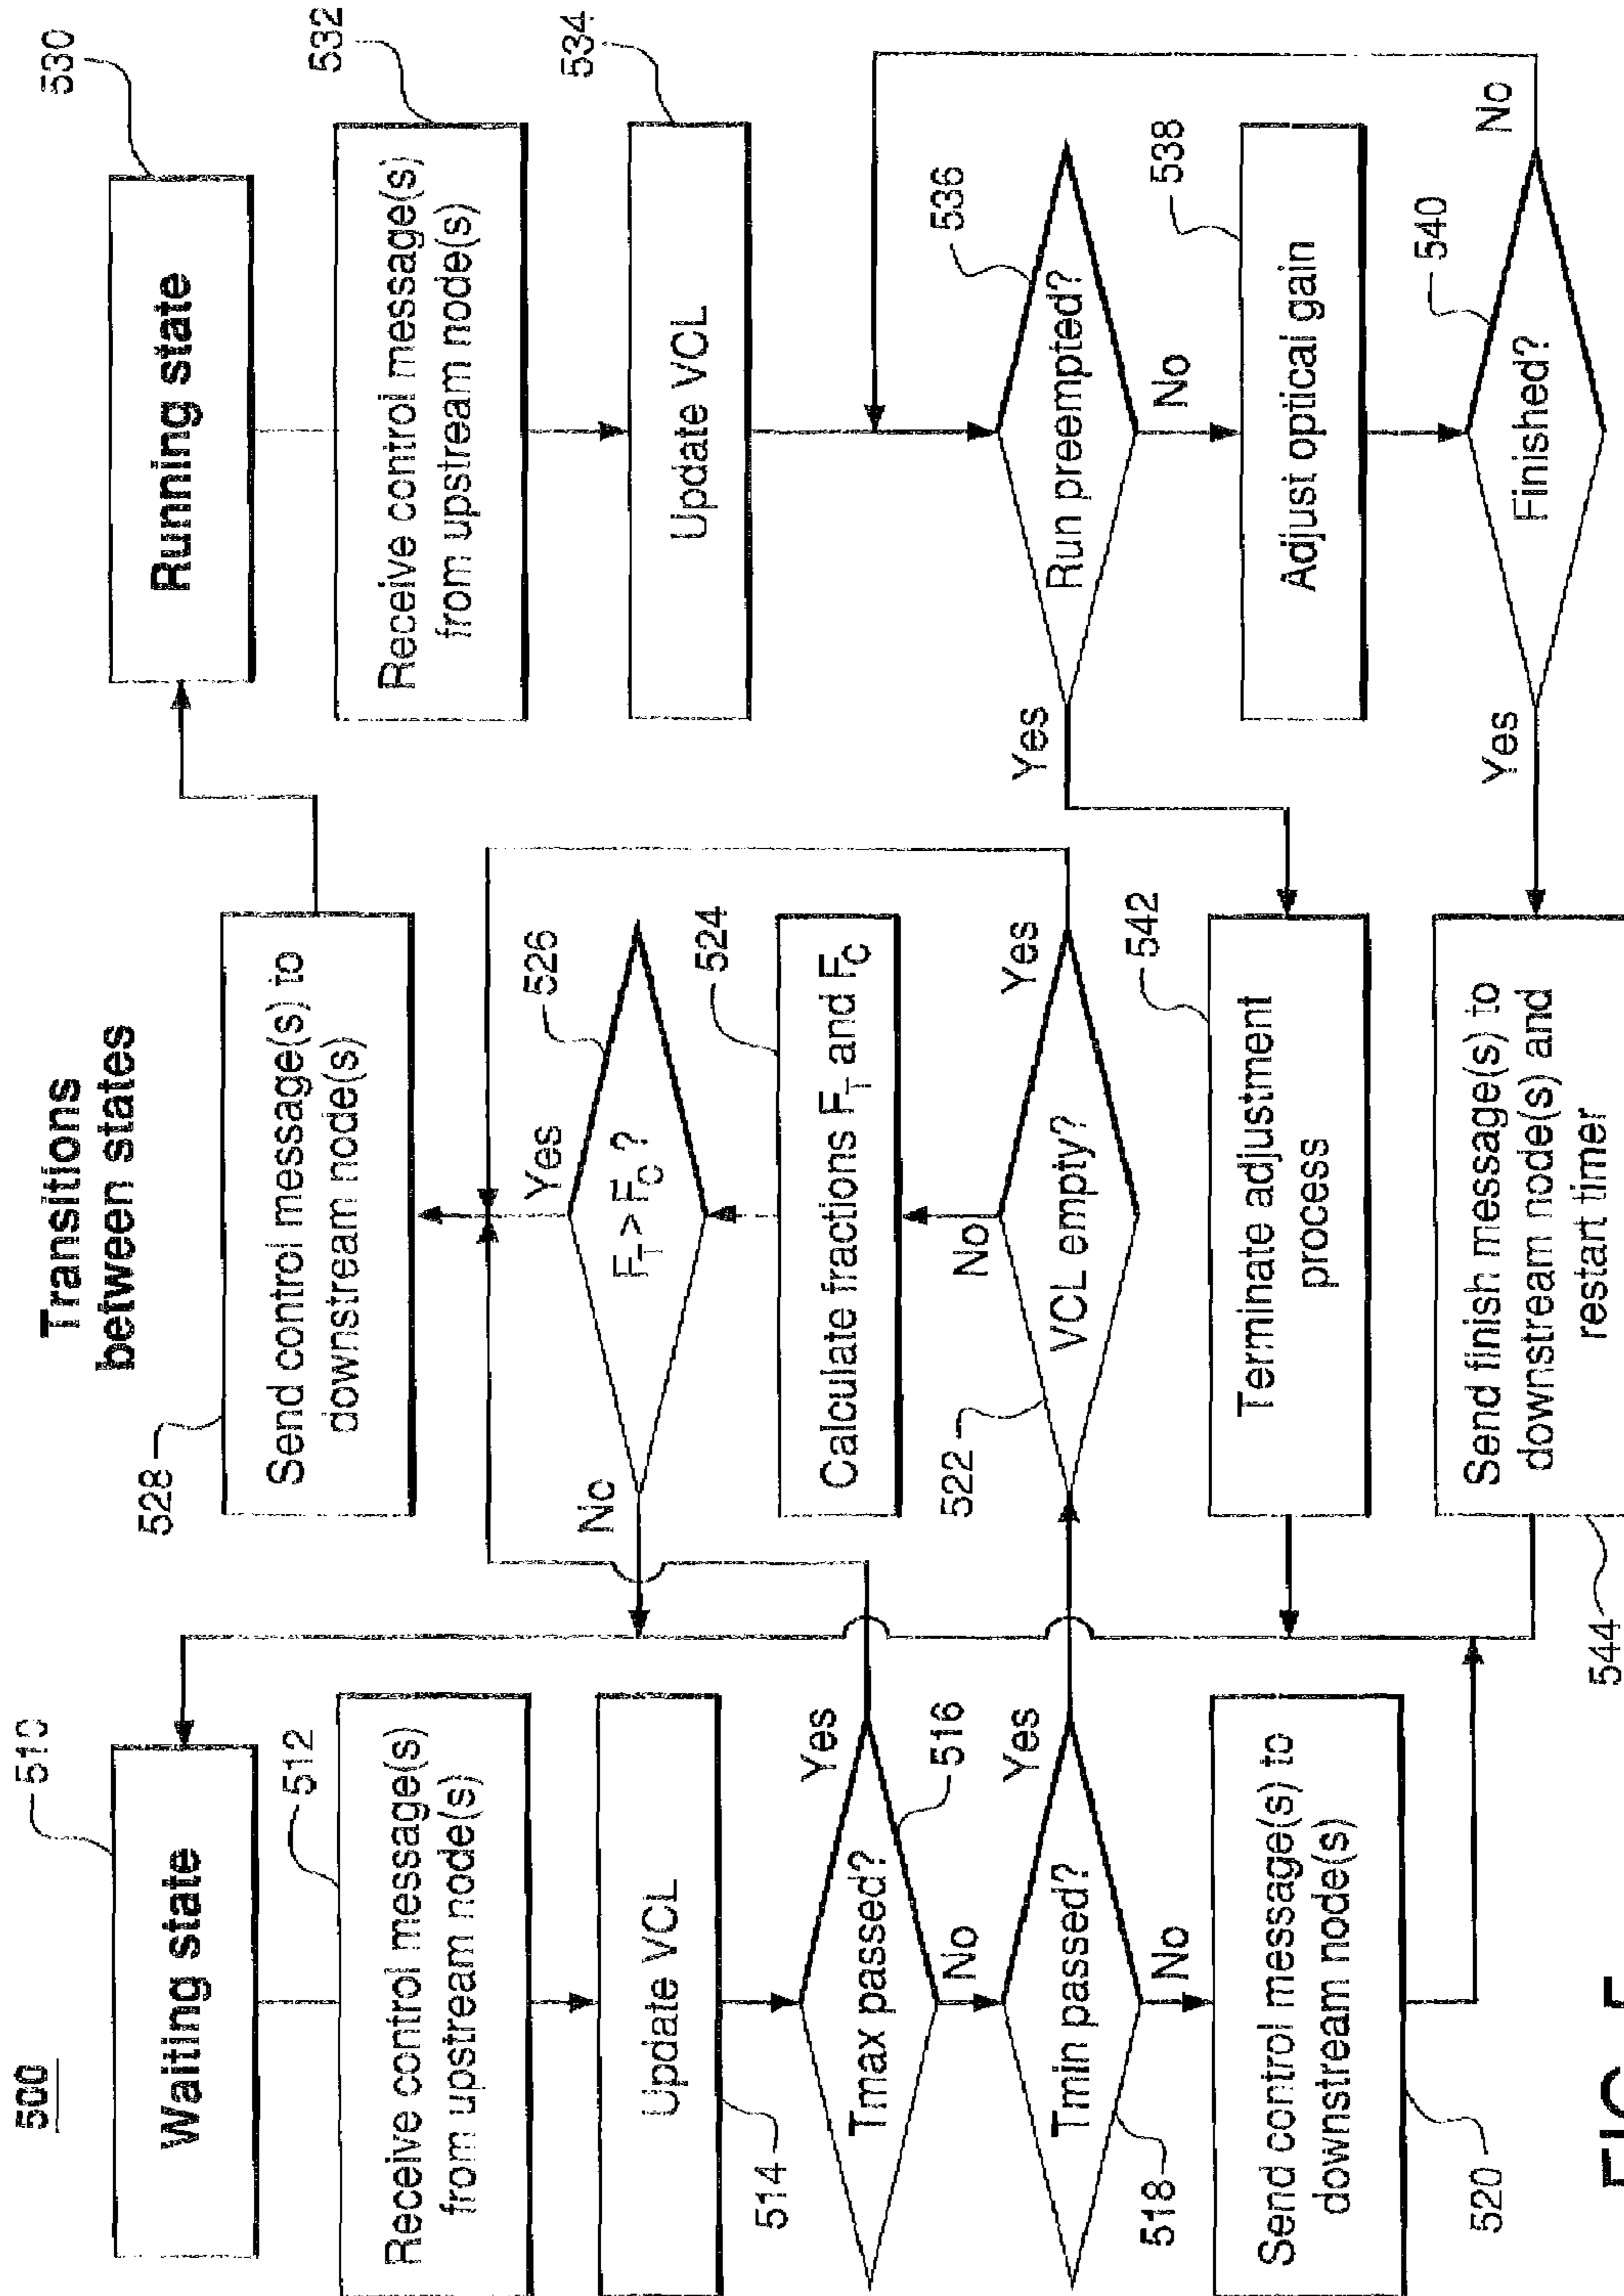 500
Transitions
between states
510
Waiting state
512
Receive control message(s)
from upstream node(s)
Update VCL
514
Tmax passed?
Yes
516
No
Tmin passed?
Yes
518
No
Send control message(s) to
downstream node(s)
520
528
Send control message(s) to
downstream node(s)
Yes
526
FT > FC ?
No
524
Calculate fractions FT and FC
No
522
VCL empty?
Yes
542
Terminate adjustment
process
Send finish message(s) to
downstream node(s) and
restart timer
544
530
Running state
532
Receive control message(s)
from upstream node(s)
534
Update VCL
536
Run preempted?
Yes
No
538
Adjust optical gain
540
Finished?
Yes
No